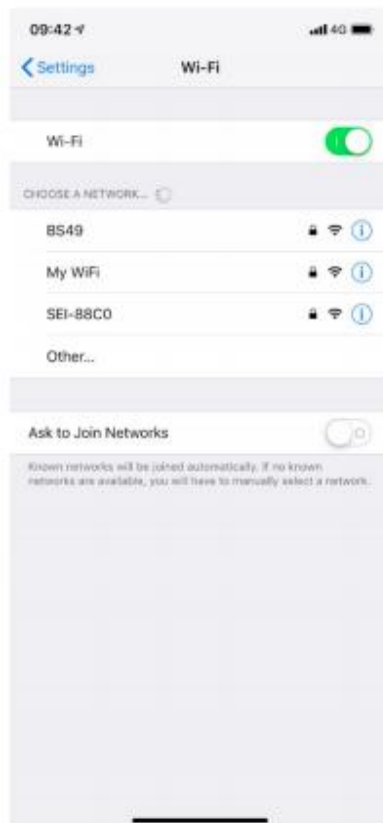 09:42 4G
Settings Wi-Fi
Wi-Fi
CHOOSE A NETWORK...
BS49
My WiFi
SEI-88C0
Other...
Ask to Join Networks
Known networks will be joined automatically. If no known
networks are available, you will have to manually select a network.